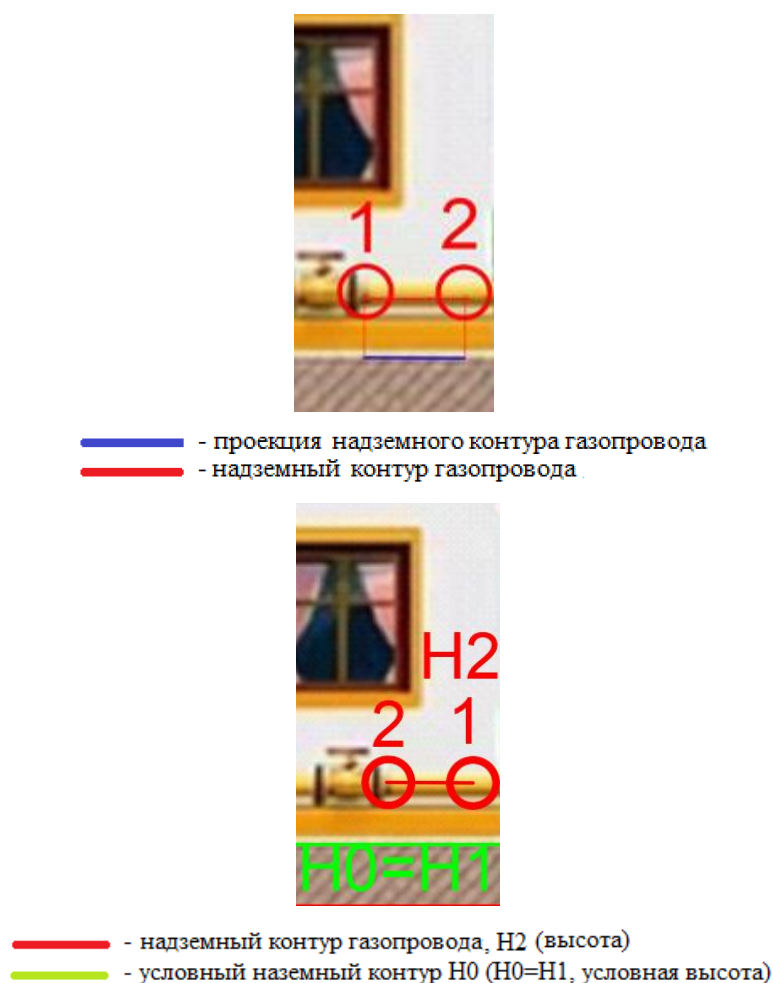 1 2
- проекция надземного контура газопровода
- надземный контур газопровода
H2
2 1
H0=H1
- надземный контур газопровода, H2 (высота)
- условный наземный контур H0 (H0=H1, условная высота)